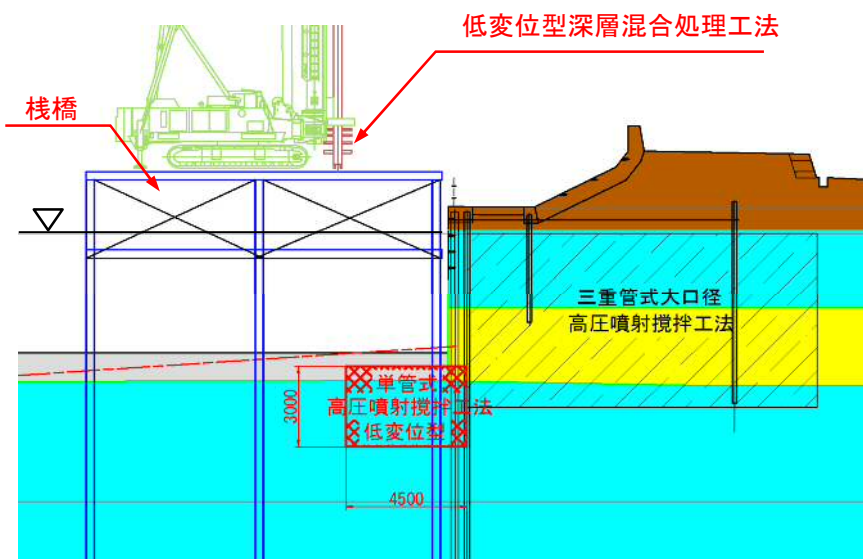 低変位型深層混合処理工法
桟橋
三重管式大口径
高圧噴射撹拌工法
単管式
高圧噴射撹拌工法
低変位型
3000
4500